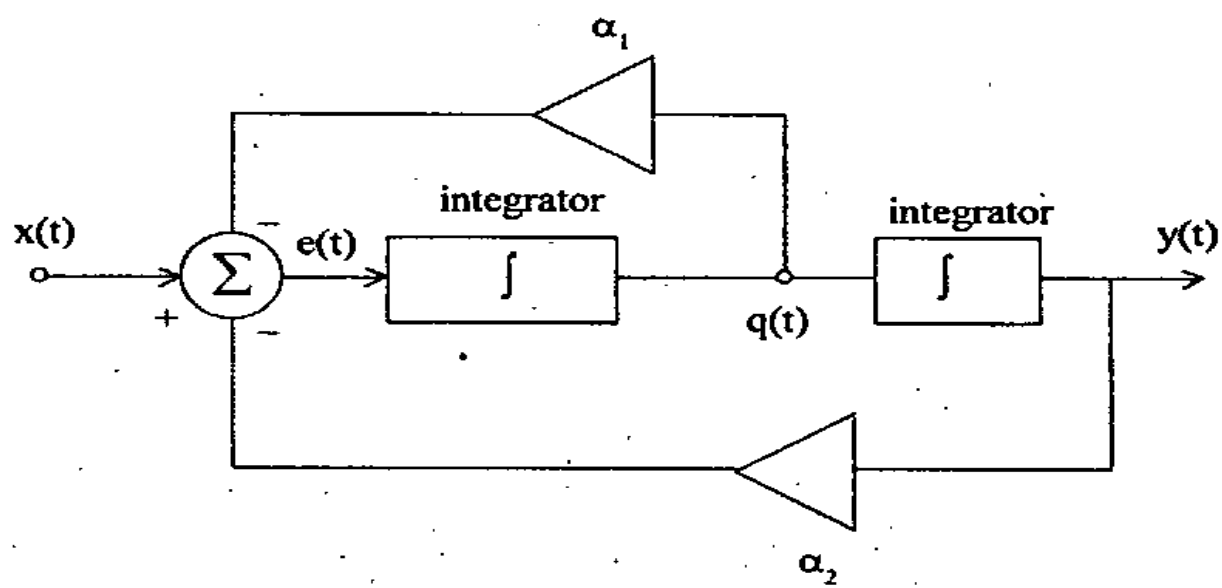 α₁
integrator
integrator
x(t)
−
e(t)
y(t)
Σ
∫
∫
+
−
q(t)
α₂